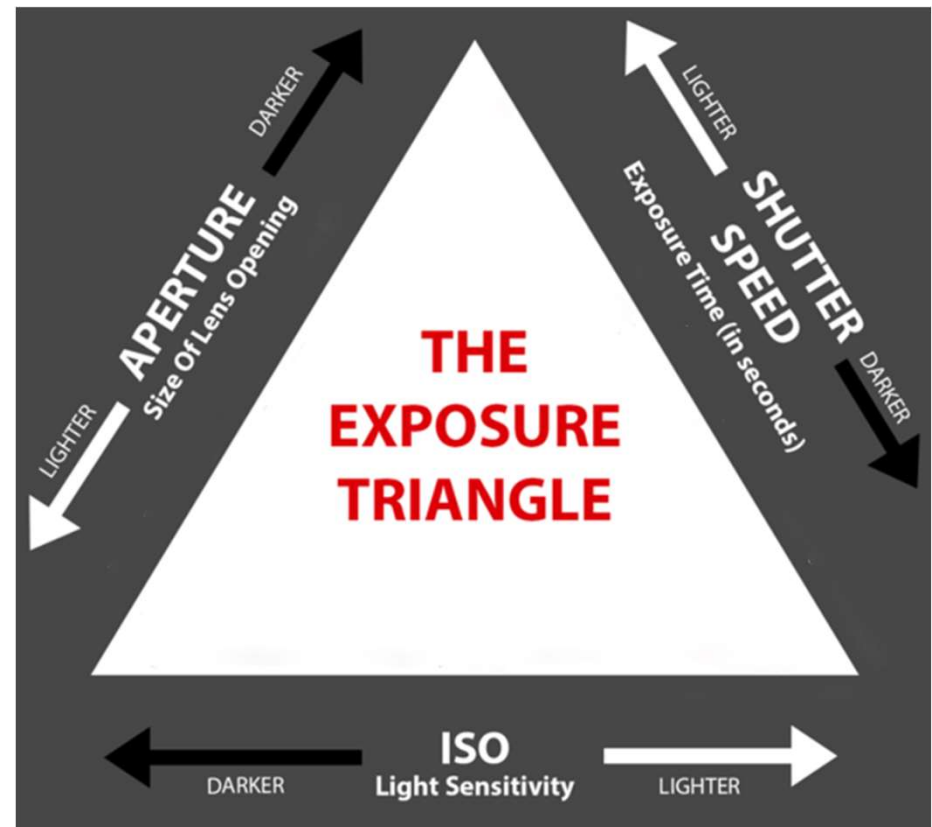 DARKER
APERTURE
Size Of Lens Opening
LIGHTER
LIGHTER
SHUTTER
SPEED
Exposure Time (in seconds)
DARKER
THE
EXPOSURE
TRIANGLE
ISO
Light Sensitivity
DARKER
LIGHTER